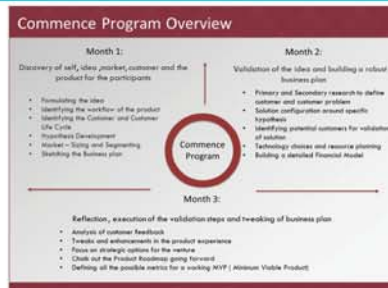 Commence Program Overview
Month 1:
Discovery of self, idea ,market, customer and the
product for the participants
• Formulating the idea
• Identifying the workflow of the product
• Identifying the Customer and Customer
Life Cycle
• Hypothesis Development
• Market – Sizing and Segmenting
• Sketching the Business plan
Month 2:
Validation of the idea and building a robust
business plan
• Primary and Secondary research to define
customer and customer problem
• Solution configuration around specific
hypothesis
• Identifying potential customers for validation
of solution
• Technology choices and resource planning
• Building a detailed Financial Model
Commence
Program
Month 3:
Reflection , execution of the validation steps and tweaking of business plan
• Analysis of customer feedback
• Tweaks and enhancements in the product experience
• Focus on strategic options for the venture
• Chalk out the Product Roadmap going forward
• Defining all the possible metrics for a working MVP ( Minimum Viable Product)